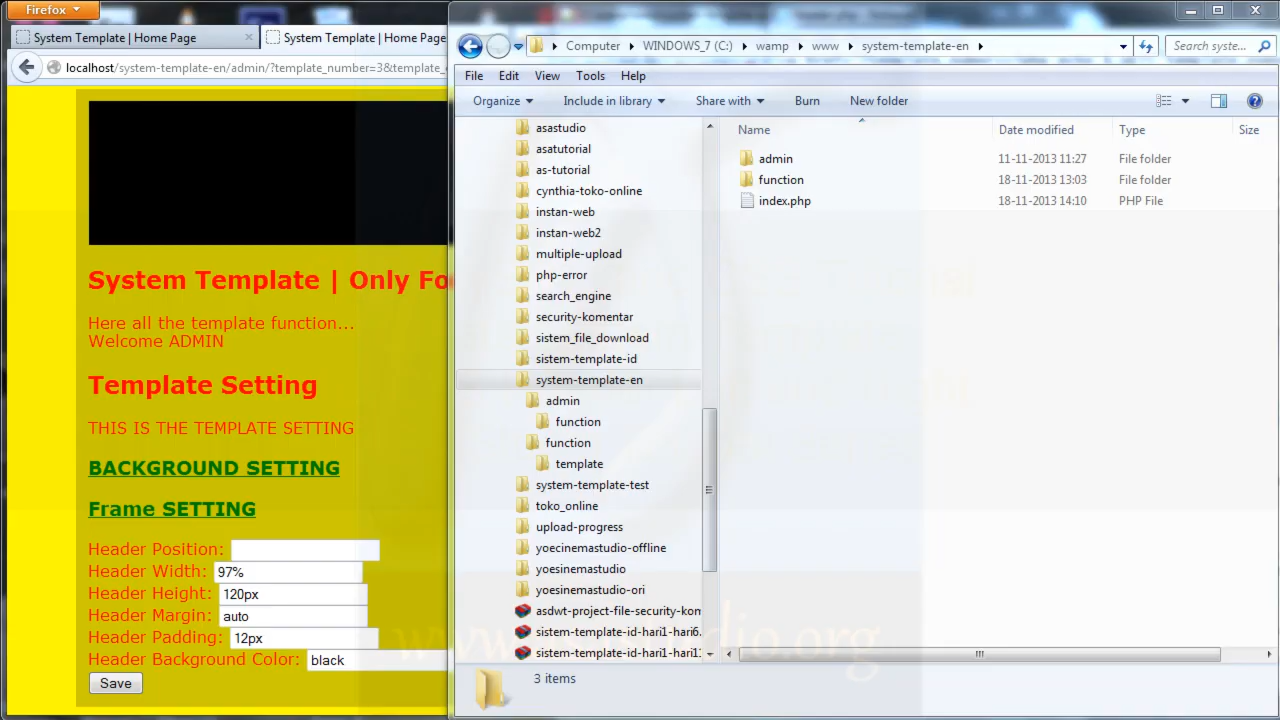 Firefox
System Template | Home Page
System Template | Home Page
localhost/system-template-en/admin/?template_number=3&template_
System Template | Only Fo
Here all the template function...
Welcome ADMIN
Template Setting
THIS IS THE TEMPLATE SETTING
BACKGROUND SETTING
Frame SETTING
Header Position:
Header Width: 97%
Header Height: 120px
Header Margin: auto
Header Padding: 12px
Header Background Color: black
Save
Computer WINDOWS_7 (C:) wamp www system-template-en
Search syste...
File Edit View Tools Help
Organize Include in library Share with Burn New folder
asastudio
asatutorial
as-tutorial
cynthia-toko-online
instan-web
instan-web2
multiple-upload
php-error
search_engine
security-komentar
sistem_file_download
sistem-template-id
system-template-en
admin
function
function
template
system-template-test
toko_online
upload-progress
yoecinemastudio-offline
yoesinemastudio
yoesinemastudio-ori
asdwt-project-file-security-kom
sistem-template-id-hari1-hari6.
sistem-template-id-hari1-hari1
Name Date modified Type Size
admin 11-11-2013 11:27 File folder
function 18-11-2013 13:03 File folder
index.php 18-11-2013 14:10 PHP File
3 items